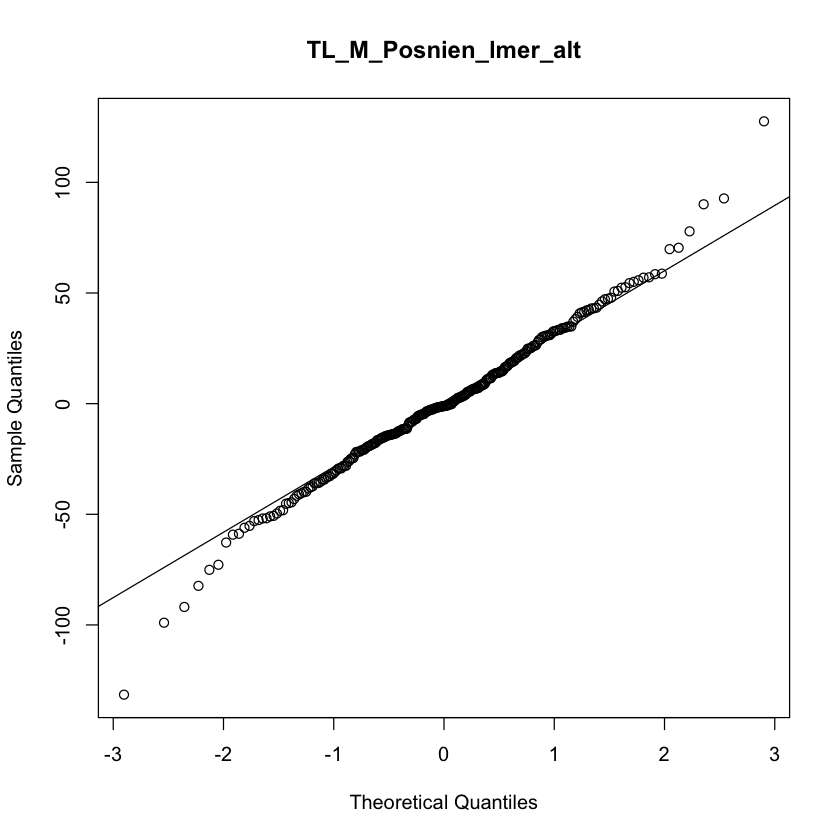 TL_M_Posnien_lmer_alt
100
50
0
-50
-100
Sample Quantiles
-3 -2 -1 0 1 2 3
Theoretical Quantiles